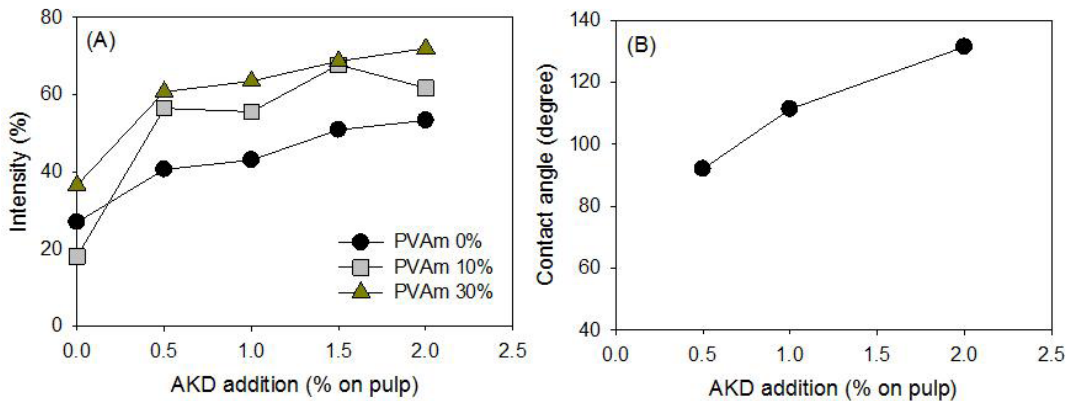 (A)
Intensity (%)
80
60
40
20
0
PVAm 0%
PVAm 10%
PVAm 30%
0.0 0.5 1.0 1.5 2.0 2.5
AKD addition (% on pulp)
(B)
Contact angle (degree)
140
120
100
80
60
40
0.0 0.5 1.0 1.5 2.0 2.5
AKD addition (% on pulp)